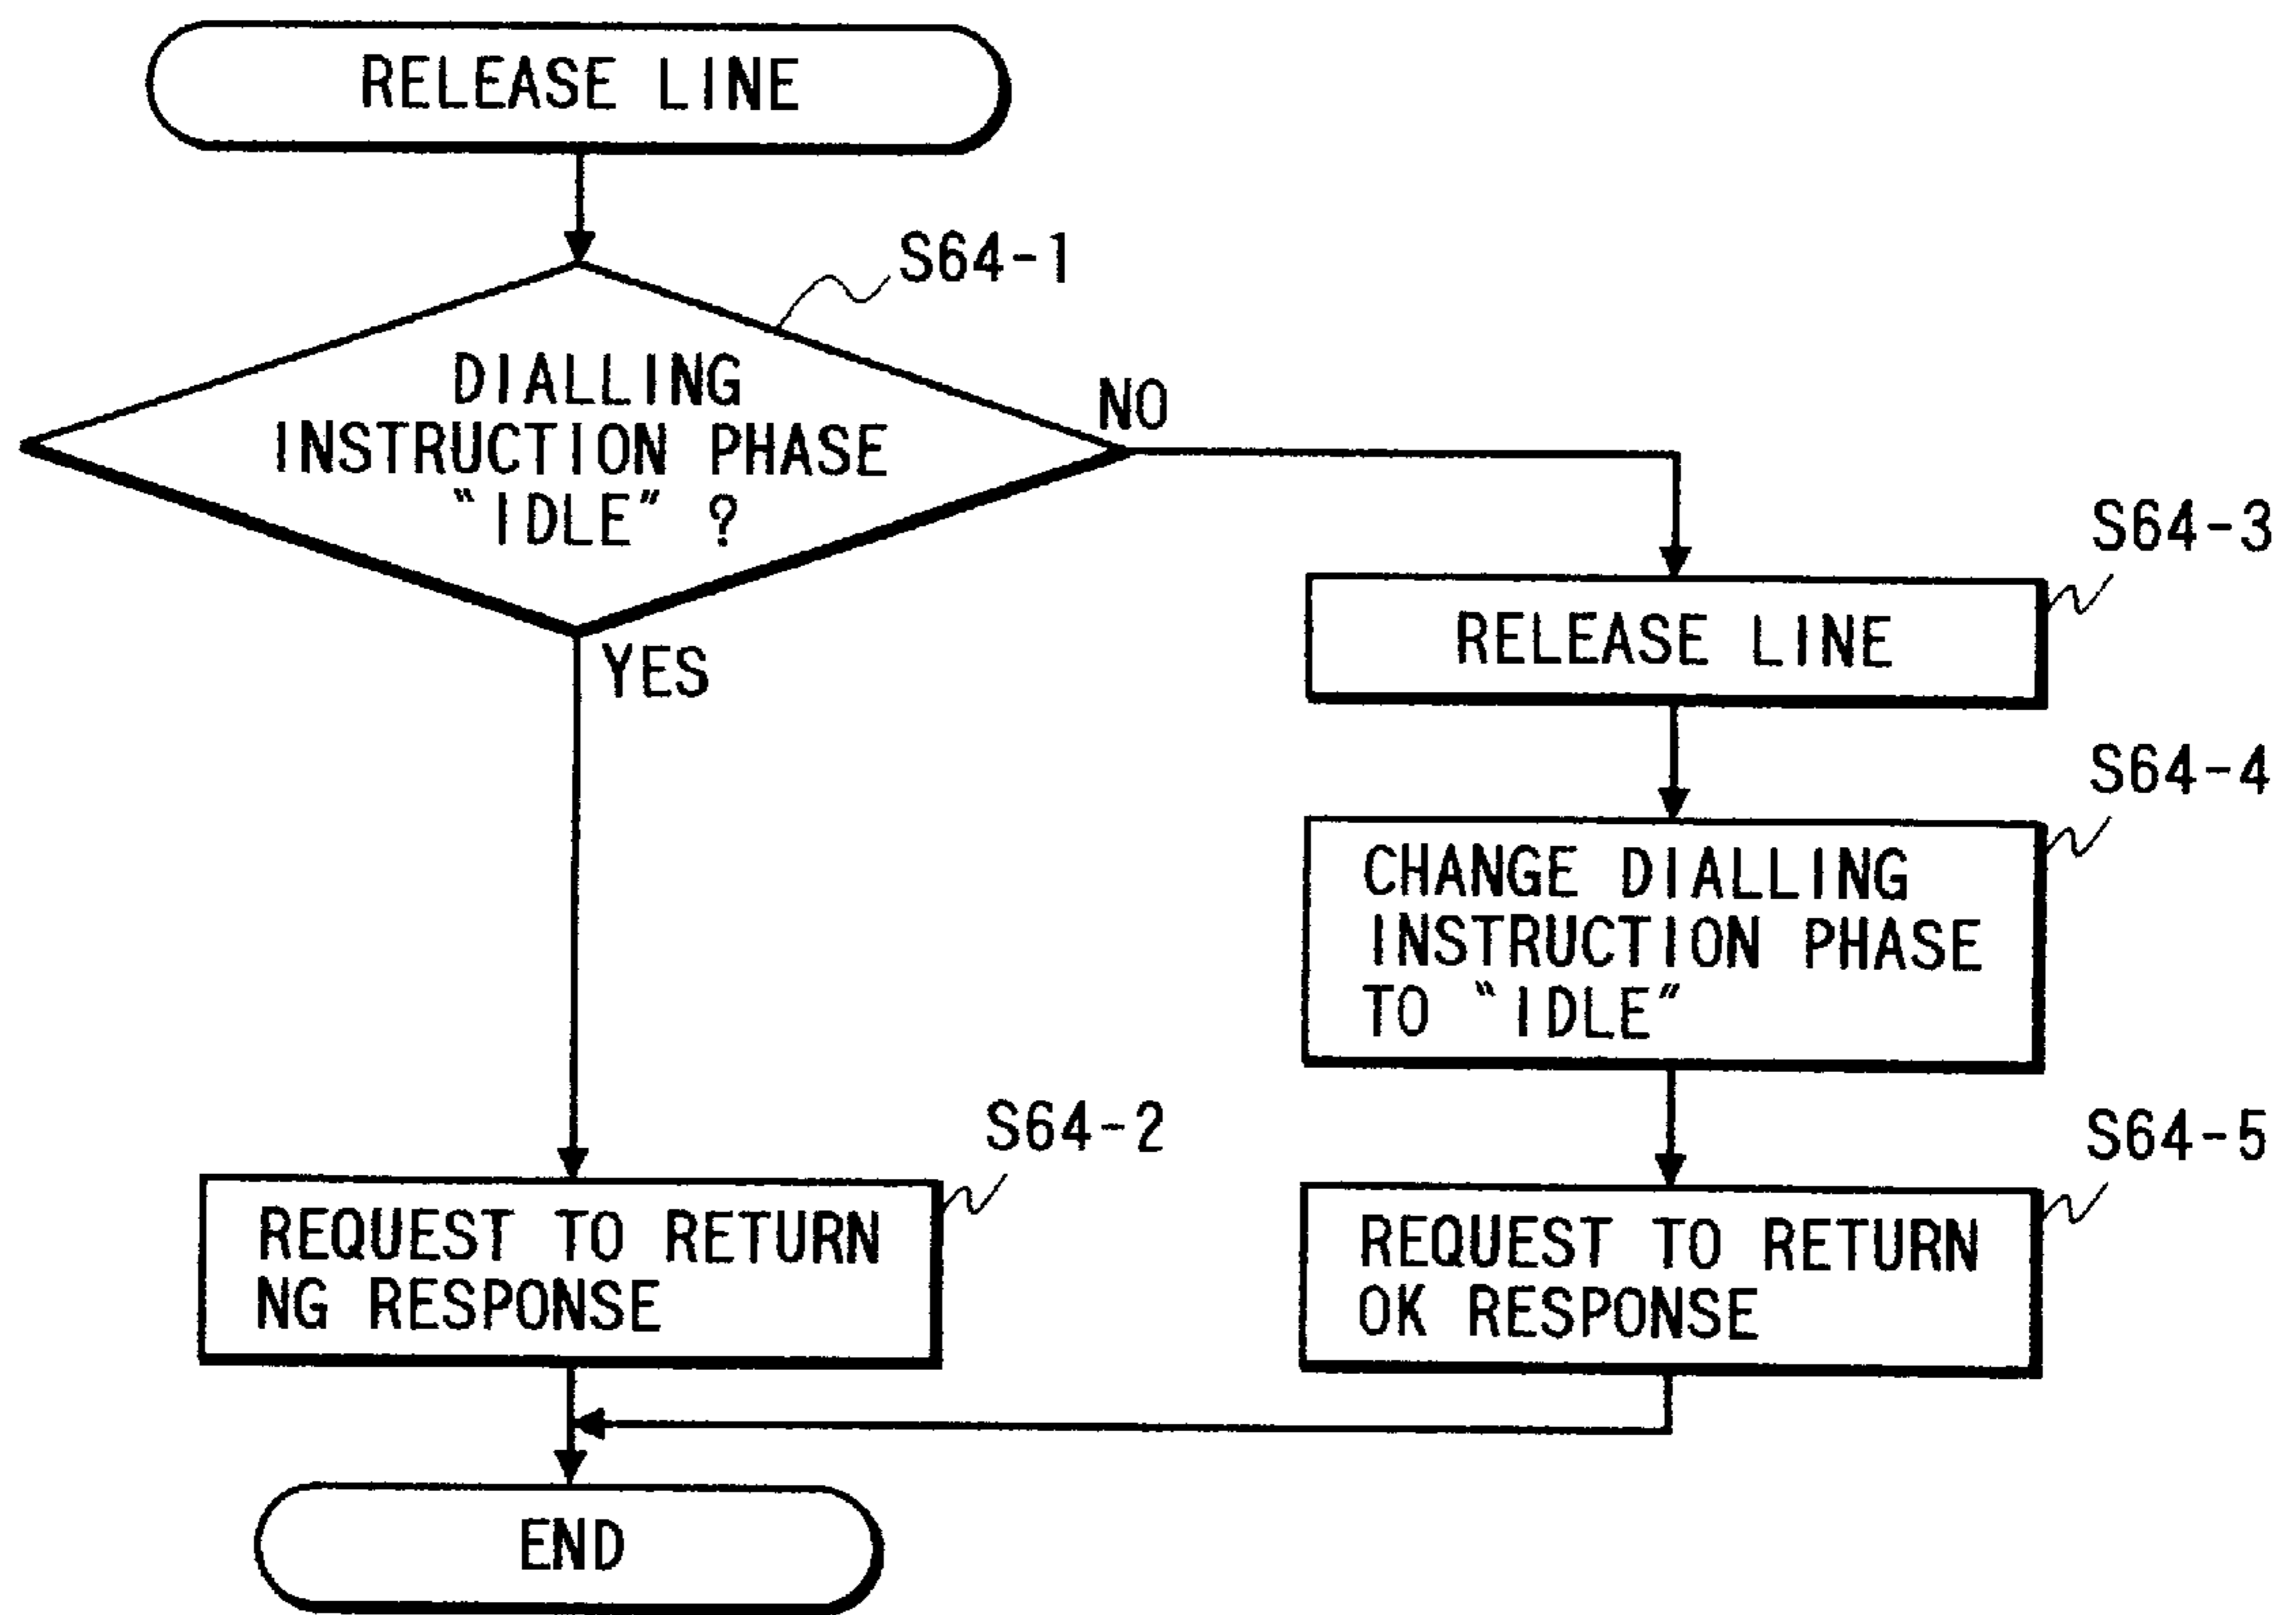 RELEASE LINE
S64-1
DIALLING
INSTRUCTION PHASE
“IDLE” ?
NO
YES
S64-3
RELEASE LINE
S64-4
CHANGE DIALLING
INSTRUCTION PHASE
TO “IDLE”
S64-2
REQUEST TO RETURN
NG RESPONSE
S64-5
REQUEST TO RETURN
OK RESPONSE
END